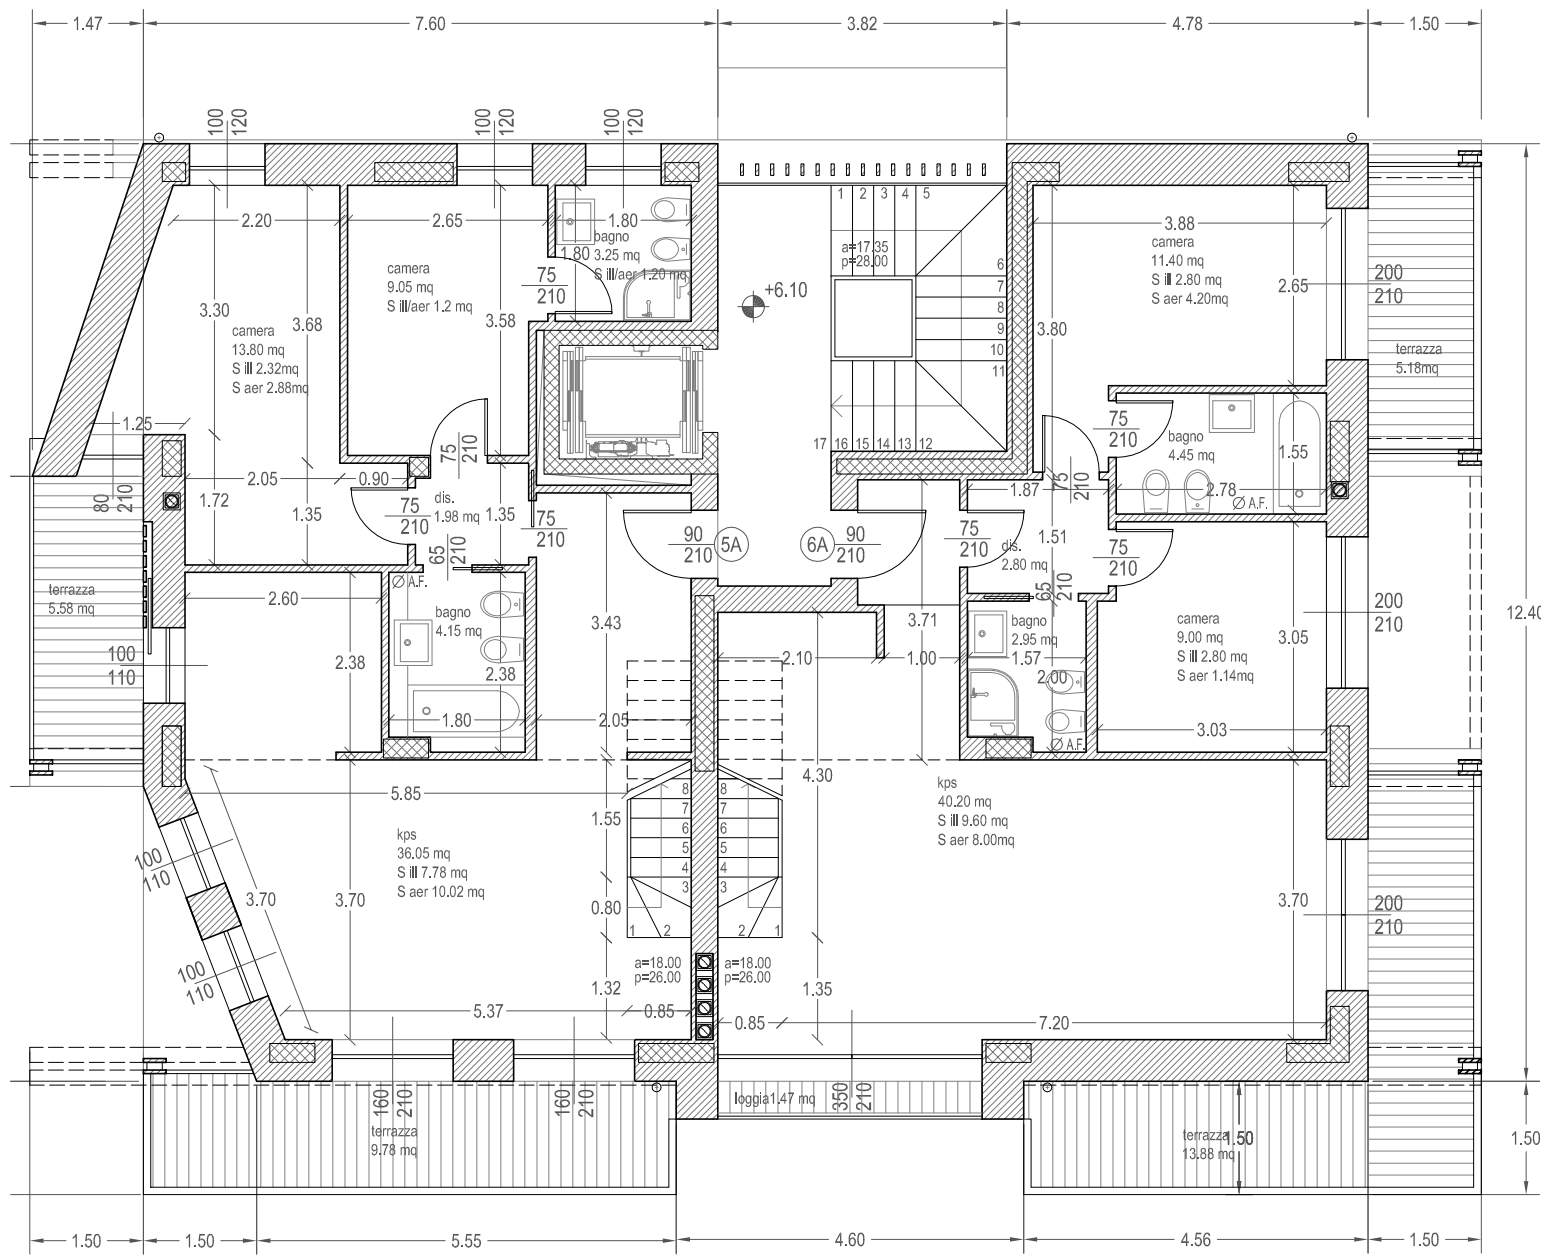 1.47
7.60
3.82
4.78
1.50
100
120
100
120
100
120
2.20
2.65
1.80
bagno
3.25 mq
S ill/aer 1.20 mq
1.80
75
210
camera
9.05 mq
S ill/aer 1.2 mq
3.30
3.68
3.58
camera
13.80 mq
S ill 2.32mq
S aer 2.88mq
1 2 3 4 5
a=17.35
p=28.00
6
7
8
9
10
11
17 16 15 14 13 12
+6.10
3.88
camera
11.40 mq
S ill 2.80 mq
S aer 4.20mq
2.65
3.80
200
210
terrazza
5.18mq
1.25
2.05
0.90
1.72
1.35
80
210
75
210
75
210
dis.
1.98 mq
1.35
75
210
65
210
90
210
5A
6A
90
210
75
210
1.87
75
210
75
210
bagno
4.45 mq
1.55
2.78
Ø A.F.
1.51
dis.
2.80 mq
75
210
65
210
terrazza
5.58 mq
2.60
Ø A.F.
bagno
4.15 mq
3.43
2.38
2.38
1.80
2.05
100
110
2.10
1.00
3.71
bagno
2.95 mq
1.57
2.00
Ø A.F.
camera
9.00 mq
S ill 2.80 mq
S aer 1.14mq
3.05
3.03
200
210
12.40
5.85
kps
36.05 mq
S ill 7.78 mq
S aer 10.02 mq
1.55
0.80
1.32
3.70
3.70
100
110
100
110
8 8
7 7
6 6
5 5
4 4
3 3
1 2 2 1
a=18.00
p=26.00
a=18.00
p=26.00
4.30
1.35
kps
40.20 mq
S ill 9.60 mq
S aer 8.00mq
3.70
200
210
5.37
0.85
0.85
7.20
160
210
160
210
350
210
loggia1.47 mq
terrazza
9.78 mq
terrazza
13.88 mq
1.50
1.50
1.50
1.50
5.55
4.60
4.56
1.50